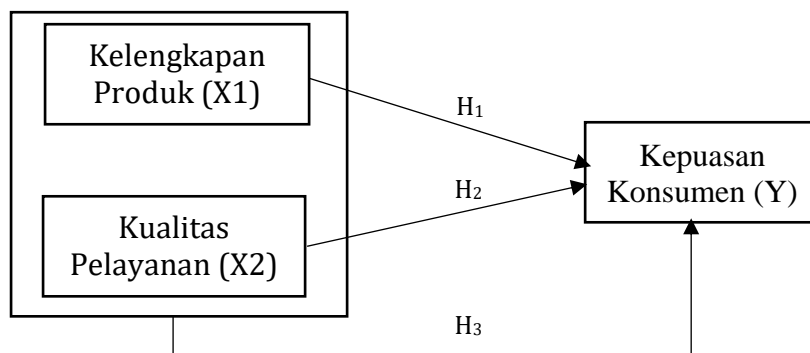 Kelengkapan
Produk (X1)
H1
Kepuasan
Konsumen (Y)
H2
Kualitas
Pelayanan (X2)
H3